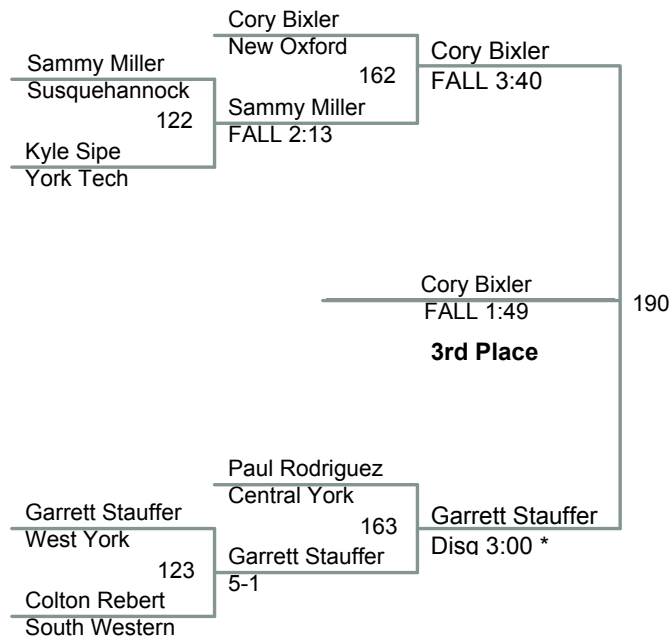 Cory Bixler
New Oxford
Sammy Miller
Susquehannock
162
Cory Bixler
FALL 3:40
122
Sammy Miller
FALL 2:13
Kyle Sipe
York Tech
Cory Bixler
FALL 1:49
190
3rd Place
Paul Rodriguez
Central York
Garrett Stauffer
West York
163
Garrett Stauffer
Disq 3:00 *
123
Garrett Stauffer
5-1
Colton Rebert
South Western